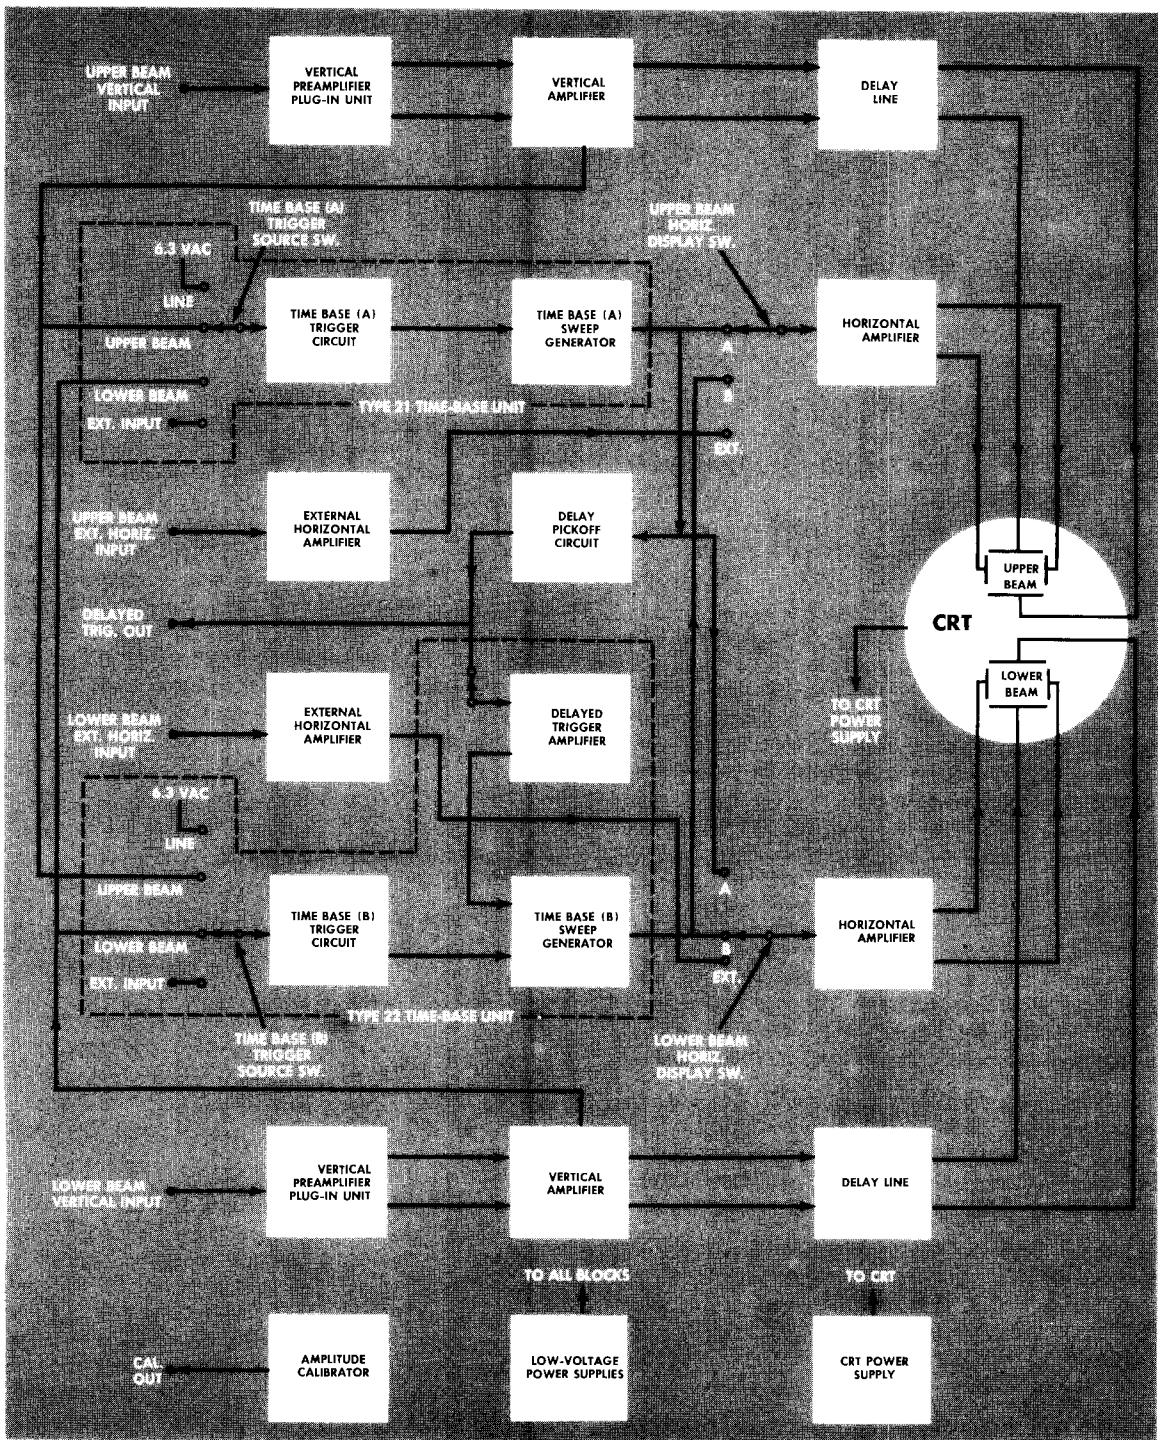 UPPER BEAM
VERTICAL
INPUT
VERTICAL
PREAMPLIFIER
PLUG-IN UNIT
VERTICAL
AMPLIFIER
DELAY
LINE
TIME BASE (A)
TRIGGER
SOURCE SW.
UPPER BEAM
HORIZ.
DISPLAY SW.
6.3 VAC
LINE
UPPER BEAM
LOWER BEAM
EXT. INPUT
TIME BASE (A)
TRIGGER
CIRCUIT
TIME BASE (A)
SWEEP
GENERATOR
A
B
EXT.
HORIZONTAL
AMPLIFIER
TYPE 21 TIME-BASE UNIT
UPPER BEAM
EXT. HORIZ.
INPUT
EXTERNAL
HORIZONTAL
AMPLIFIER
DELAY
PICKOFF
CIRCUIT
UPPER
BEAM
CRT
LOWER
BEAM
DELAYED
TRIG. OUT
TO CRT
POWER
SUPPLY
LOWER BEAM
EXT. HORIZ.
INPUT
EXTERNAL
HORIZONTAL
AMPLIFIER
DELAYED
TRIGGER
AMPLIFIER
6.3 VAC
LINE
UPPER BEAM
LOWER BEAM
EXT. INPUT
TIME BASE (B)
TRIGGER
CIRCUIT
TIME BASE (B)
SWEEP
GENERATOR
A
B
EXT.
HORIZONTAL
AMPLIFIER
TYPE 22 TIME-BASE UNIT
TIME BASE (B)
TRIGGER
SOURCE SW.
LOWER BEAM
HORIZ.
DISPLAY SW.
LOWER BEAM
VERTICAL INPUT
VERTICAL
PREAMPLIFIER
PLUG-IN UNIT
VERTICAL
AMPLIFIER
DELAY LINE
TO ALL BLOCKS
TO CRT
CAL.
OUT
AMPLITUDE
CALIBRATOR
LOW-VOLTAGE
POWER SUPPLIES
CRT POWER
SUPPLY